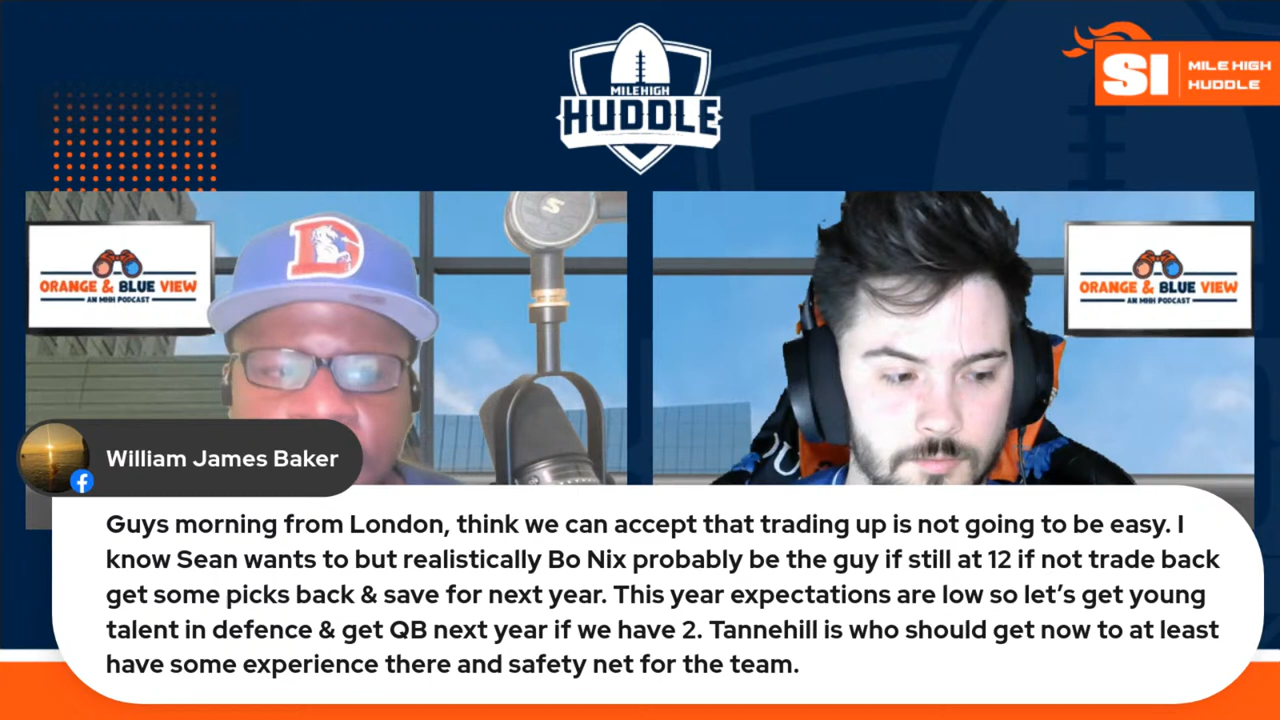 MILE HIGH
HUDDLE
SI
MILE HIGH
HUDDLE
ORANGE & BLUE VIEW
AN MHH PODCAST
D
S
ORANGE & BLUE VIEW
AN MHH PODCAST
William James Baker
f
Guys morning from London, think we can accept that trading up is not going to be easy. I
know Sean wants to but realistically Bo Nix probably be the guy if still at 12 if not trade back
get some picks back & save for next year. This year expectations are low so let’s get young
talent in defence & get QB next year if we have 2. Tannehill is who should get now to at least
have some experience there and safety net for the team.